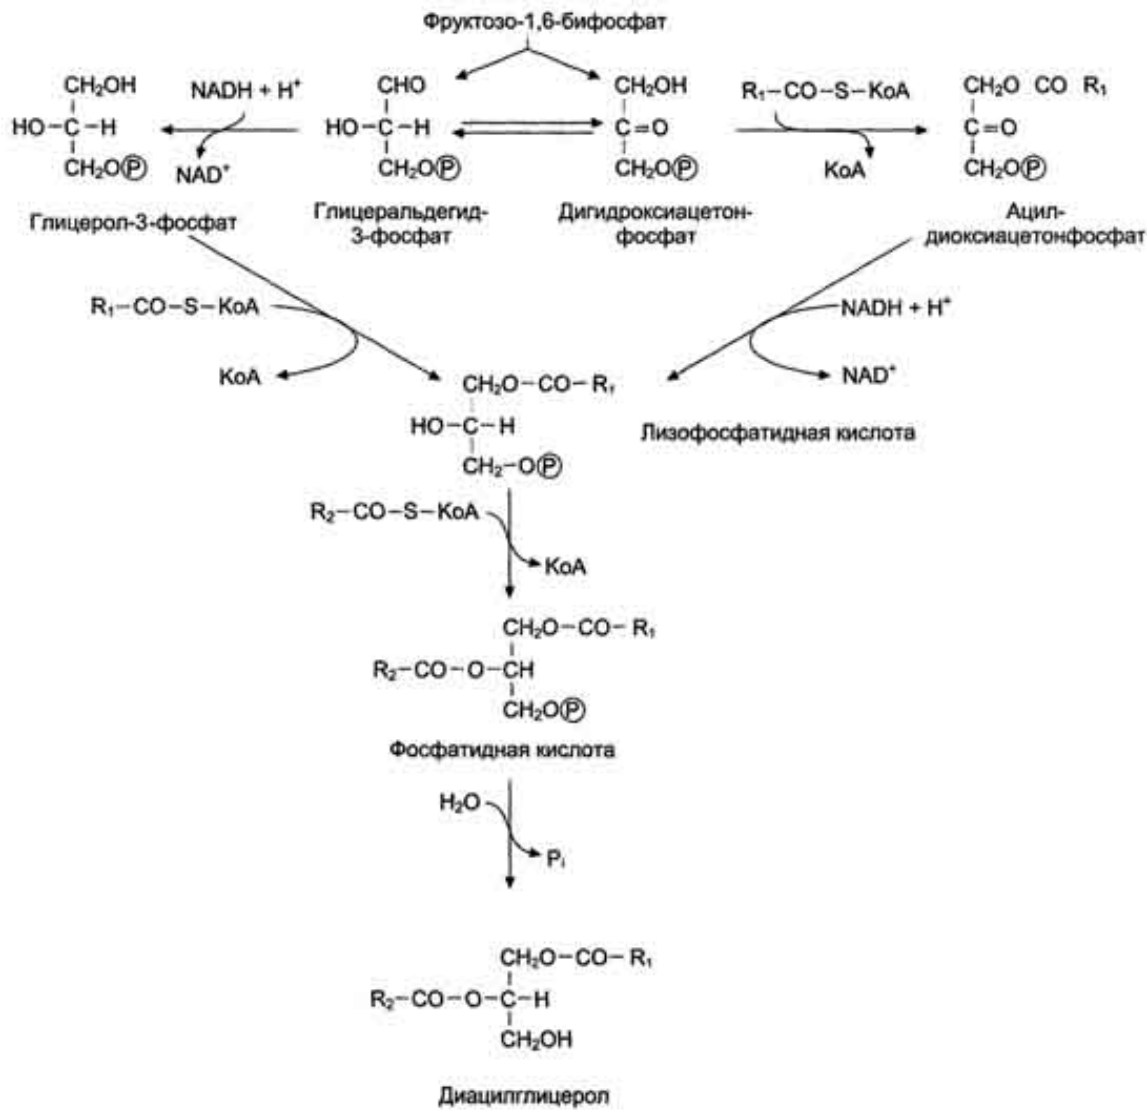 Фруктозо-1,6-бифосфат
CH₂OH
HO–C–H
CH₂OⓅ
Глицерол-3-фосфат
NADH + H⁺
NAD⁺
CHO
HO–C–H
CH₂OⓅ
Глицеральдегид-
3-фосфат
CH₂OH
C=O
CH₂OⓅ
Дигидроксиацетон-
фосфат
R₁–CO–S–KoA
KoA
CH₂O CO R₁
C=O
CH₂OⓅ
Ацил-
диоксиацетонфосфат
R₁–CO–S–KoA
KoA
NADH + H⁺
NAD⁺
CH₂O–CO–R₁
HO–C–H
CH₂–OⓅ
Лизофосфатидная кислота
R₂–CO–S–KoA
KoA
CH₂O–CO–R₁
R₂–CO–O–CH
CH₂OⓅ
Фосфатидная кислота
H₂O
Pᵢ
CH₂O–CO–R₁
R₂–CO–O–C–H
CH₂OH
Диацилглицерол